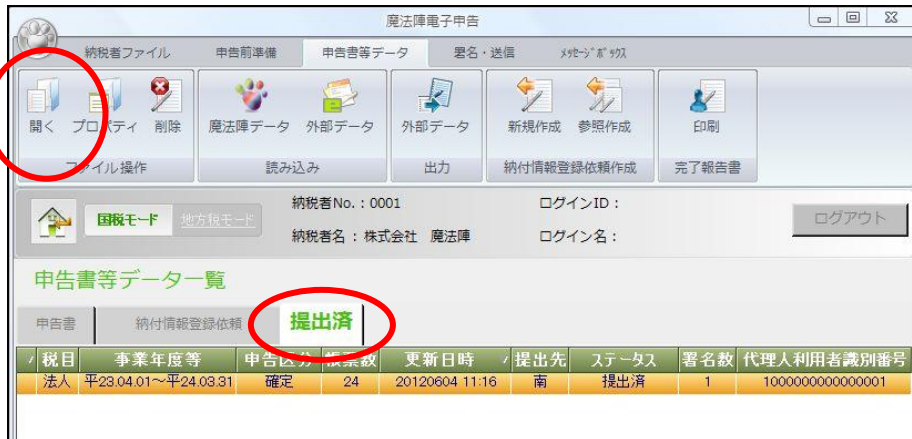 魔法陣電子申告
納税者ファイル 申告前準備 申告書等データ 署名・送信 ﾒｯｾｰｼﾞﾎﾞｯｸｽ
開く プロパティ 削除 魔法陣データ 外部データ 外部データ 新規作成 参照作成 印刷
ファイル操作 読み込み 出力 納付情報登録依頼作成 完了報告書
納税者No.：0001 ログインID：
国税モード 地方税モード ログアウト
納税者名：株式会社 魔法陣 ログイン名：
申告書等データ一覧
申告書 納付情報登録依頼 提出済
税目 事業年度等 申告区分 帳票数 更新日時 提出先 ステータス 署名数 代理人利用者識別番号
法人 平23.04.01～平24.03.31 確定 24 20120604 11:16 南 提出済 1 1000000000000001